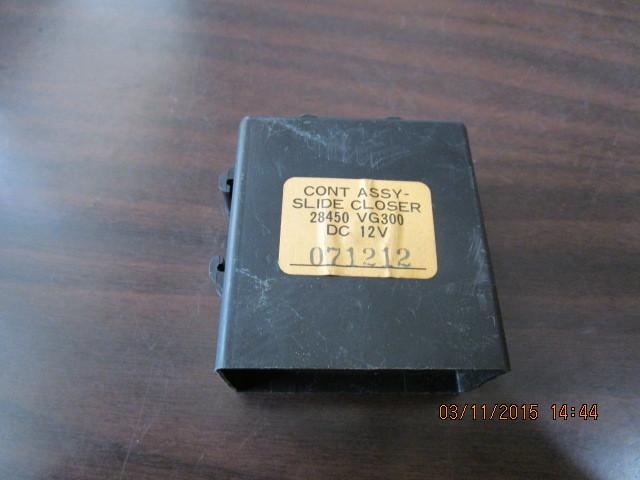 CONT ASSY-
SLIDE CLOSER
28450 VG300
DC 12V
071212
03/11/2015 14:44